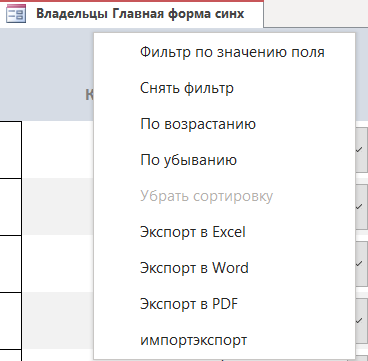 Владельцы Главная форма синх
К
Фильтр по значению поля
Снять фильтр
По возрастанию
По убыванию
Убрать сортировку
Экспорт в Excel
Экспорт в Word
Экспорт в PDF
импортэкспорт